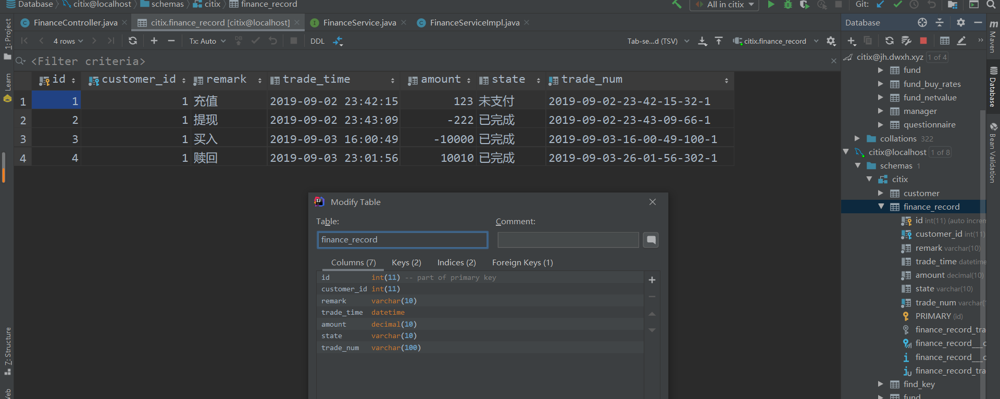 Database citix@localhost schemas citix finance_record
All in citix Git:
FinanceController.java citix.finance_record [citix@localhost] FinanceService.java FinanceServiceImpl.java
4 rows Tx: Auto DB DDL Tab-se...d (TSV) citix.finance_record
<Filter criteria>
id customer_id remark trade_time amount state trade_num
1 1 1 充值 2019-09-02 23:42:15 123 未支付 2019-09-02-23-42-15-32-1
2 2 1 提现 2019-09-02 23:43:09 -222 已完成 2019-09-02-23-43-09-66-1
3 3 1 买入 2019-09-03 16:00:49 -10000 已完成 2019-09-03-16-00-49-100-1
4 4 1 赎回 2019-09-03 23:01:56 10010 已完成 2019-09-03-26-01-56-302-1
1: Project
Learn
7: Structure
Web
Modify Table
Table: Comment:
finance_record
Columns (7) Keys (2) Indices (2) Foreign Keys (1)
id int(11) -- part of primary key
customer_id int(11)
remark varchar(10)
trade_time datetime
amount decimal(10)
state varchar(10)
trade_num varchar(100)
Database
citix@jh.dwxh.xyz 1 of 4
fund
fund_buy_rates
fund_netvalue
manager
questionnaire
collations 322
citix@localhost 1 of 8
schemas 1
citix
customer
finance_record
id int(11) (auto increm
customer_id int(11)
remark varchar(10)
trade_time datetime
amount decimal(10)
state varchar(10)
trade_num varchar(
PRIMARY (id)
finance_record_tra
finance_record__c
finance_record__c
finance_record_tra
find_key
fund
Maven
Database
Bean Validation